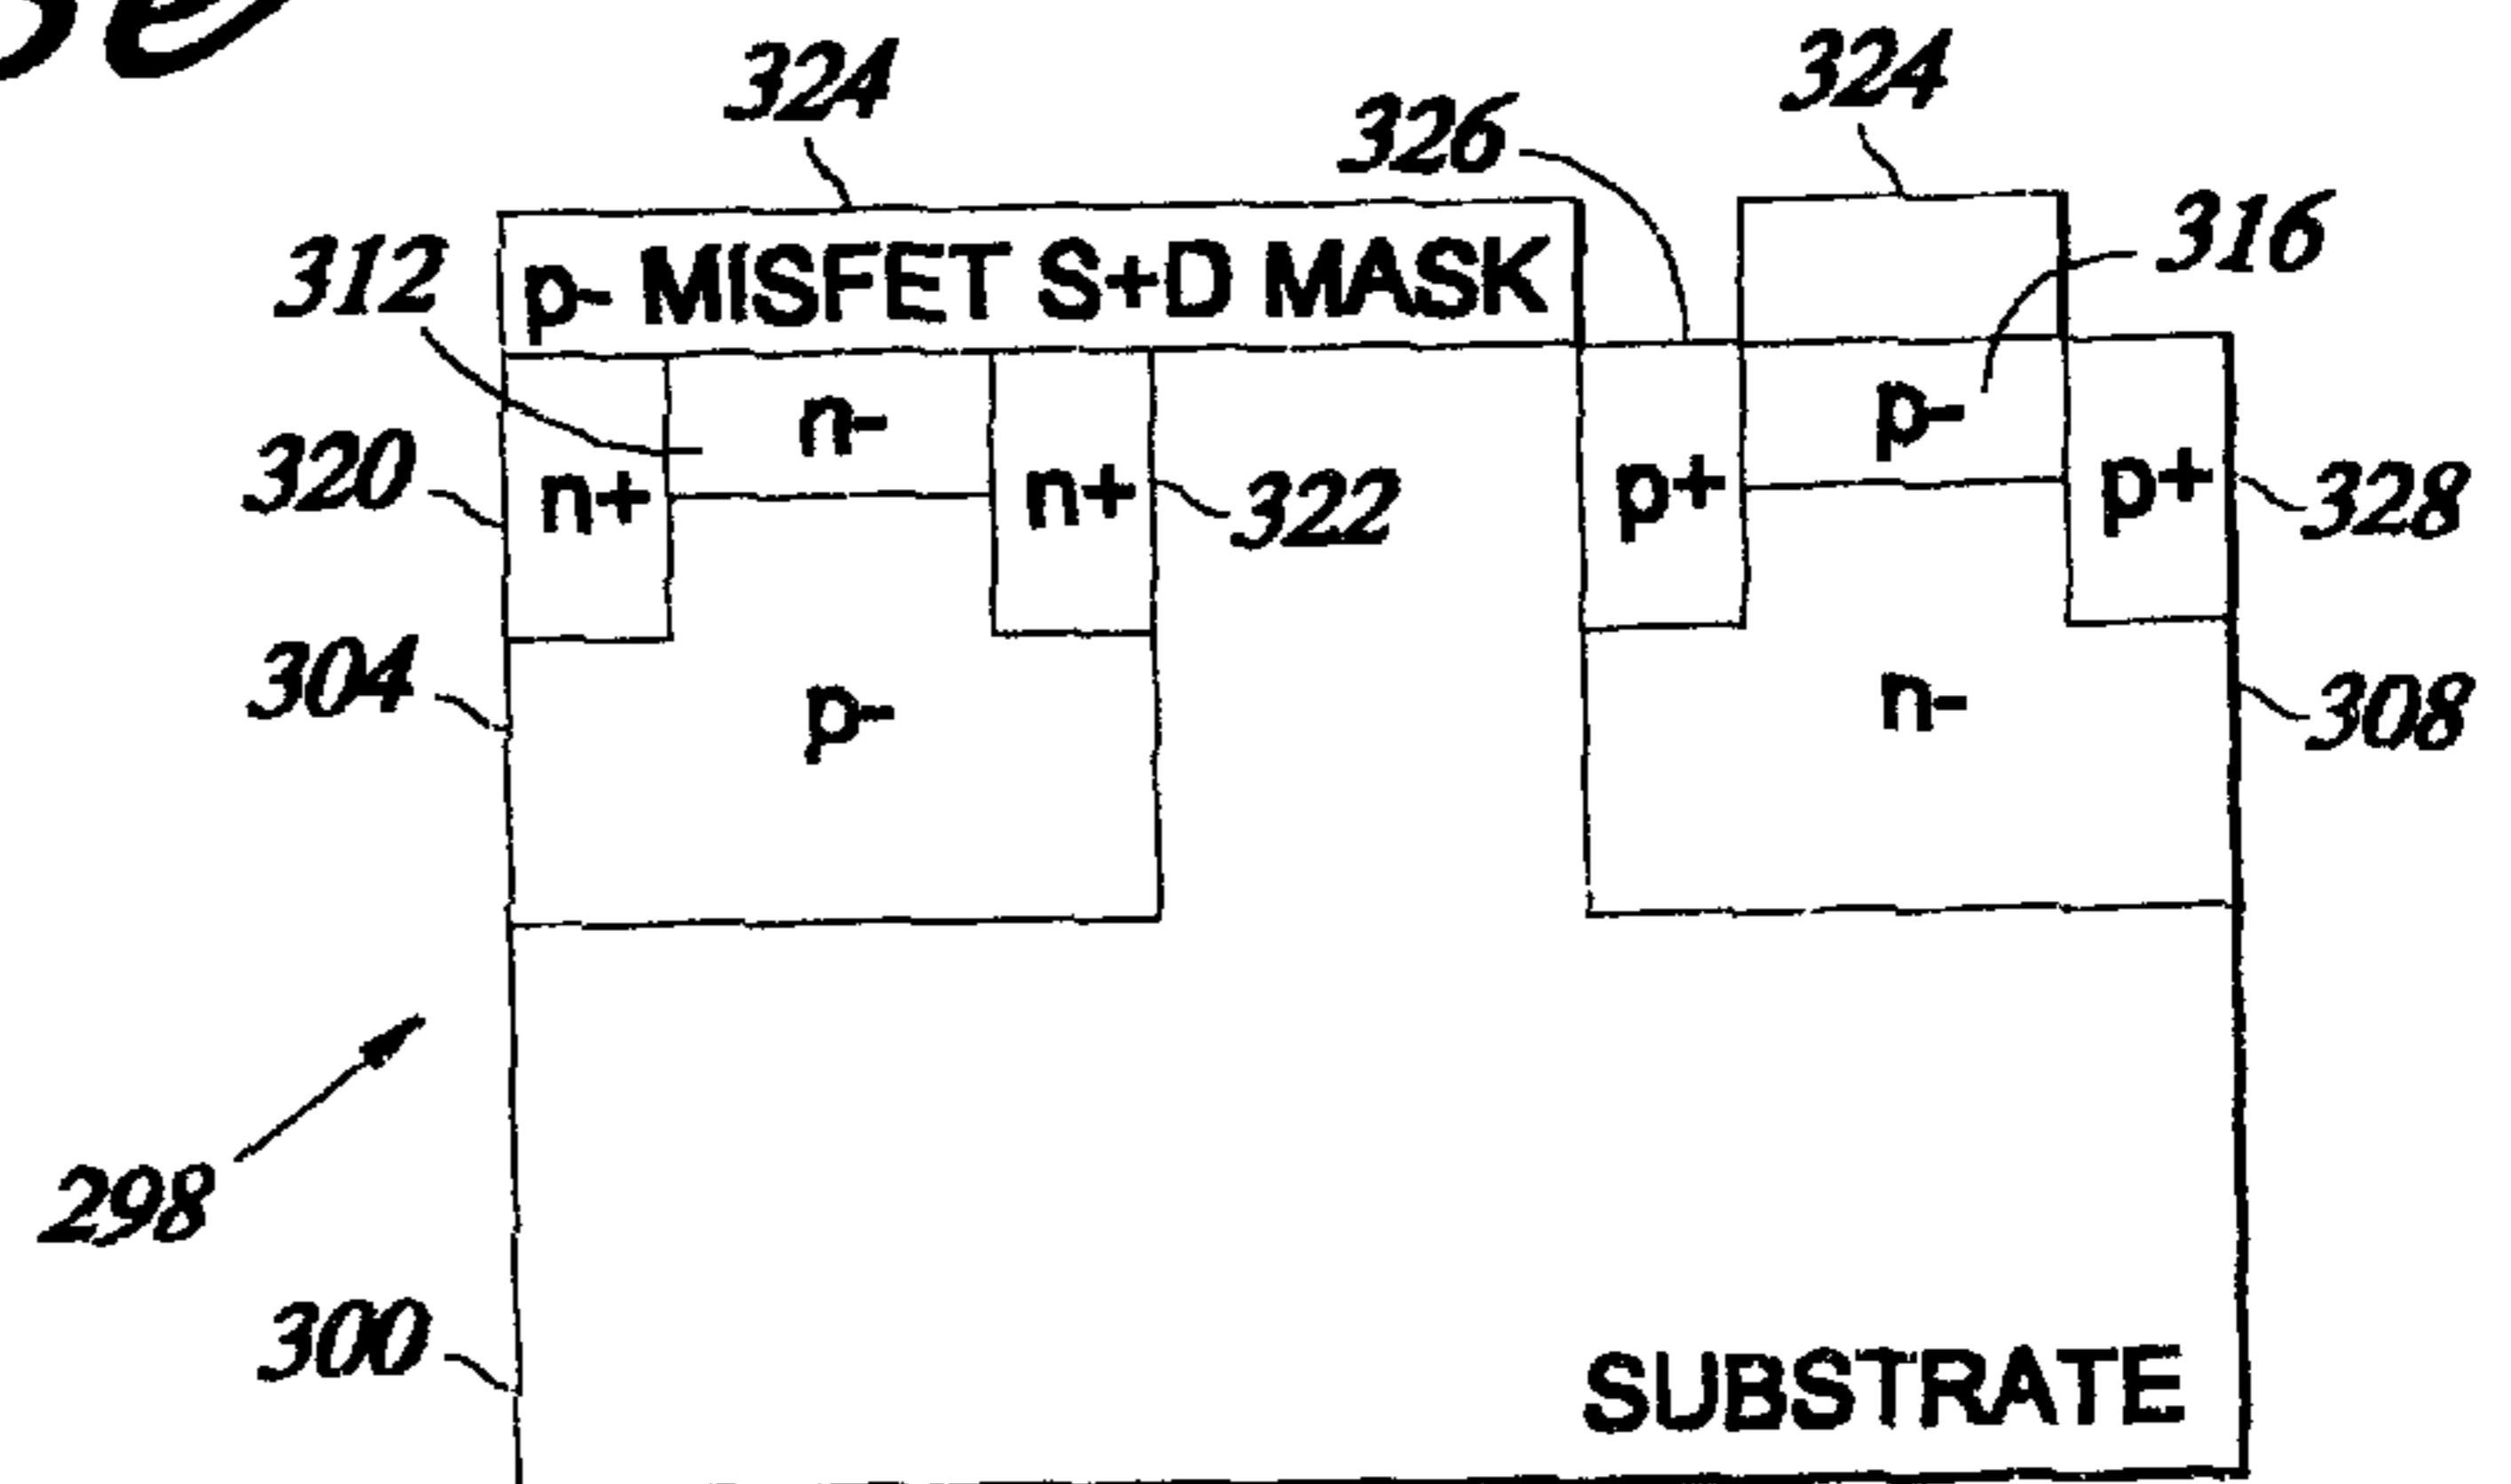 324
324
326
312
p- MISFET S+D MASK
316
n-
p-
320
n+
n+
322
p+
p+
328
304
p-
n-
308
298
300
SUBSTRATE